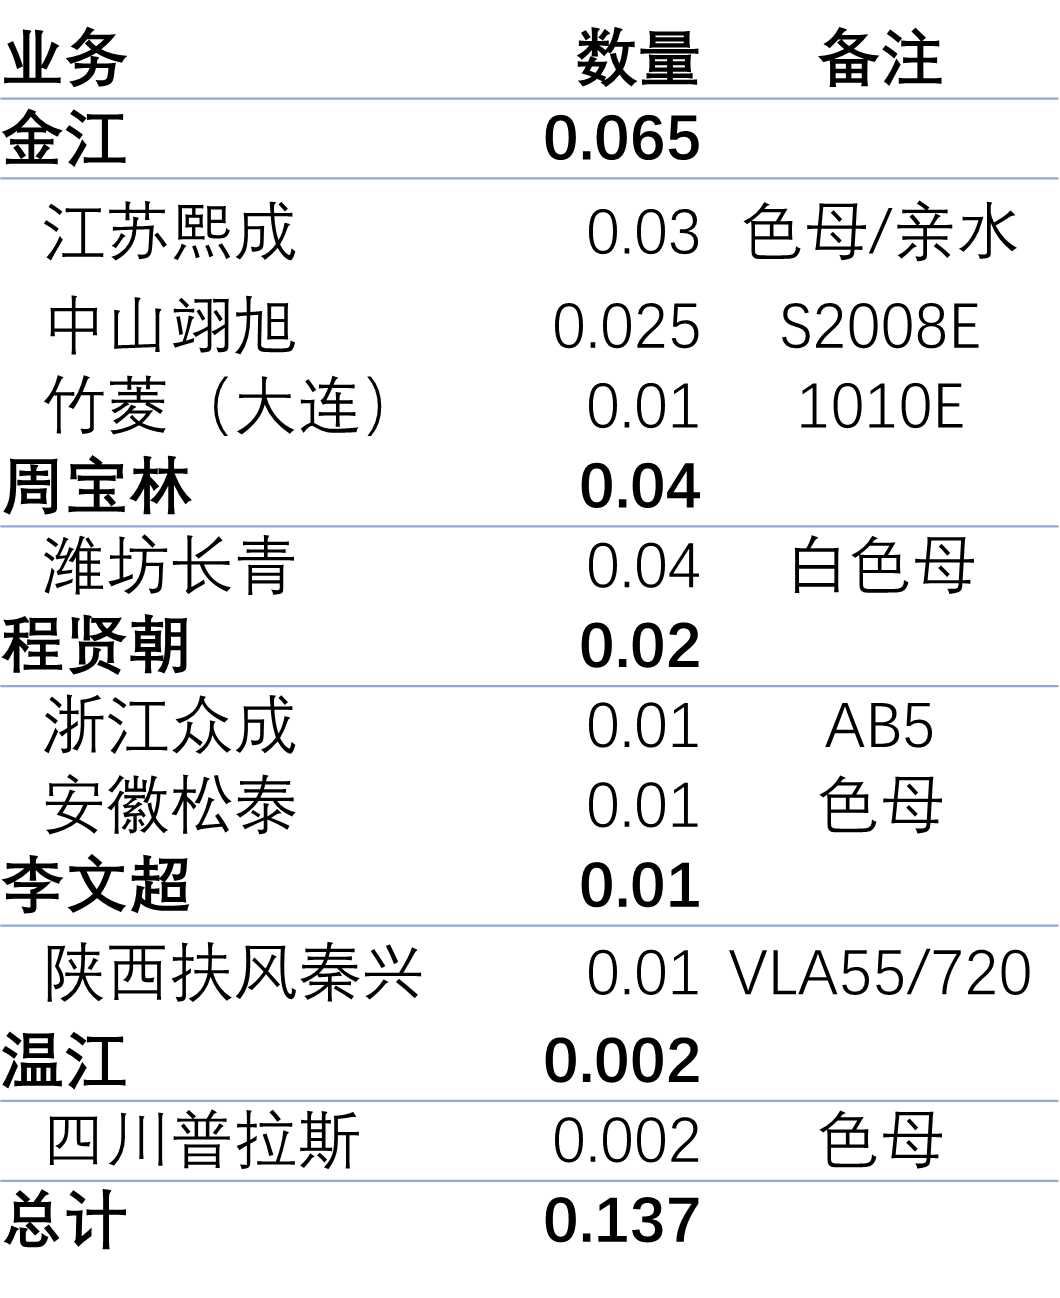 业务 数量 备注
金江 0.065
江苏熙成 0.03 色母/亲水
中山翊旭 0.025 S2008E
竹菱（大连） 0.01 1010E
周宝林 0.04
潍坊长青 0.04 白色母
程贤朝 0.02
浙江众成 0.01 AB5
安徽松泰 0.01 色母
李文超 0.01
陕西扶风秦兴 0.01 VLA55/720
温江 0.002
四川普拉斯 0.002 色母
总计 0.137